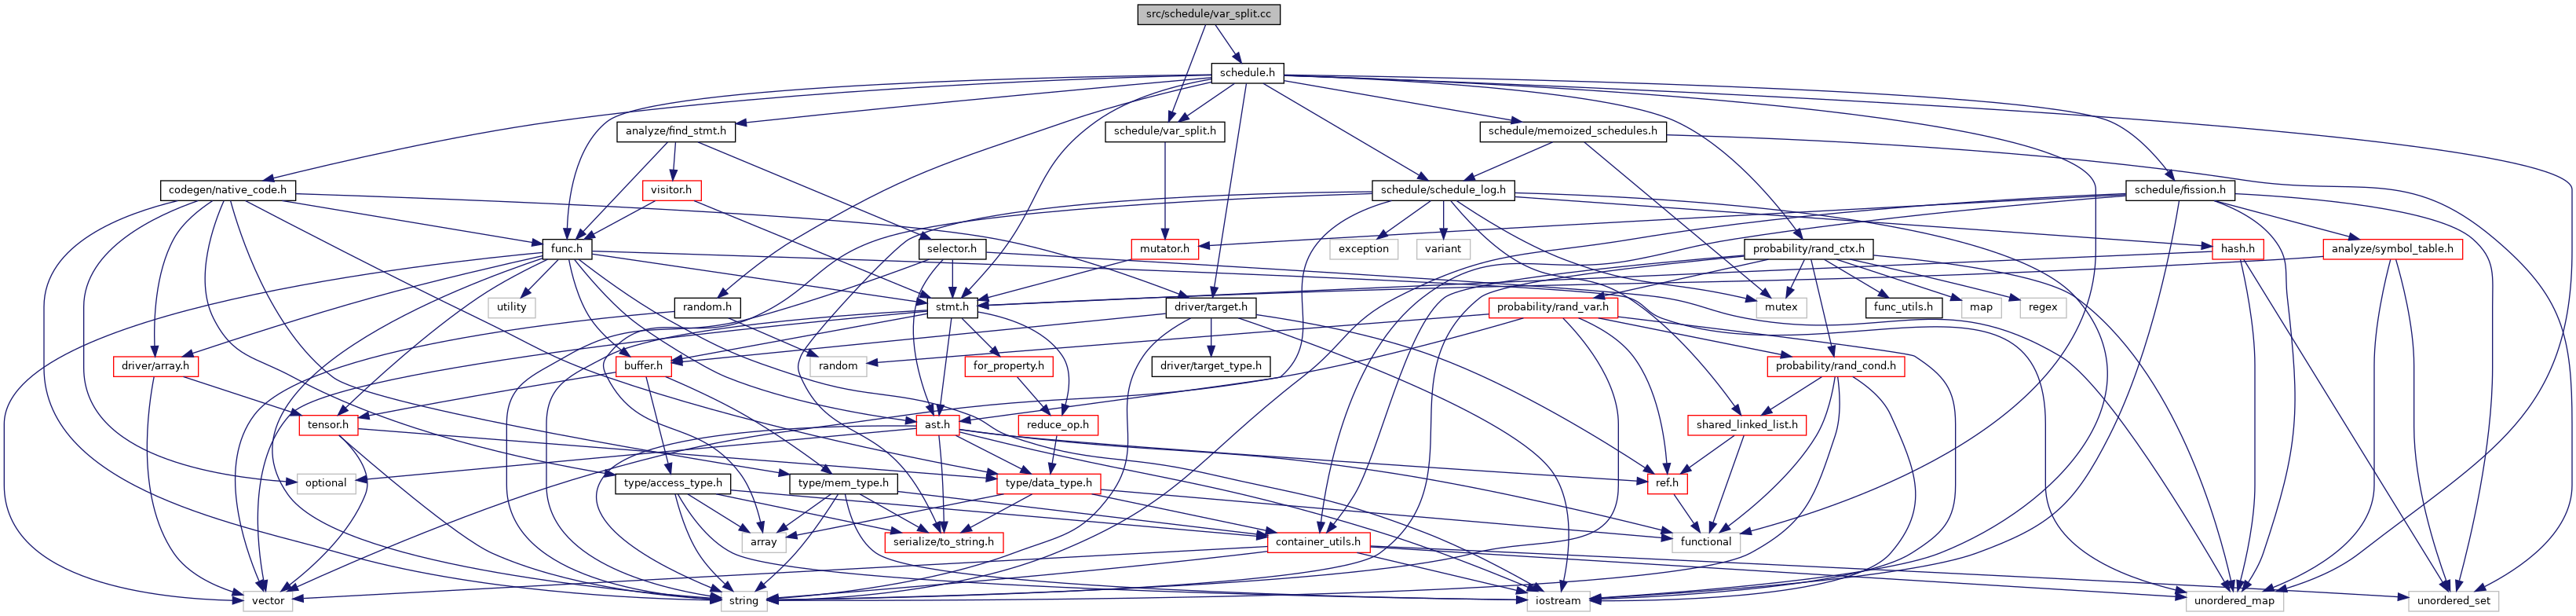 src/schedule/var_split.cc
schedule.h
analyze/find_stmt.h
schedule/var_split.h
schedule/memoized_schedules.h
codegen/native_code.h
visitor.h
schedule/schedule_log.h
schedule/fission.h
func.h
selector.h
mutator.h
exception
variant
probability/rand_ctx.h
hash.h
analyze/symbol_table.h
utility
random.h
stmt.h
driver/target.h
probability/rand_var.h
mutex
func_utils.h
map
regex
driver/array.h
buffer.h
random
for_property.h
driver/target_type.h
probability/rand_cond.h
tensor.h
ast.h
reduce_op.h
shared_linked_list.h
optional
type/access_type.h
type/mem_type.h
type/data_type.h
ref.h
array
serialize/to_string.h
container_utils.h
functional
vector
string
iostream
unordered_map
unordered_set